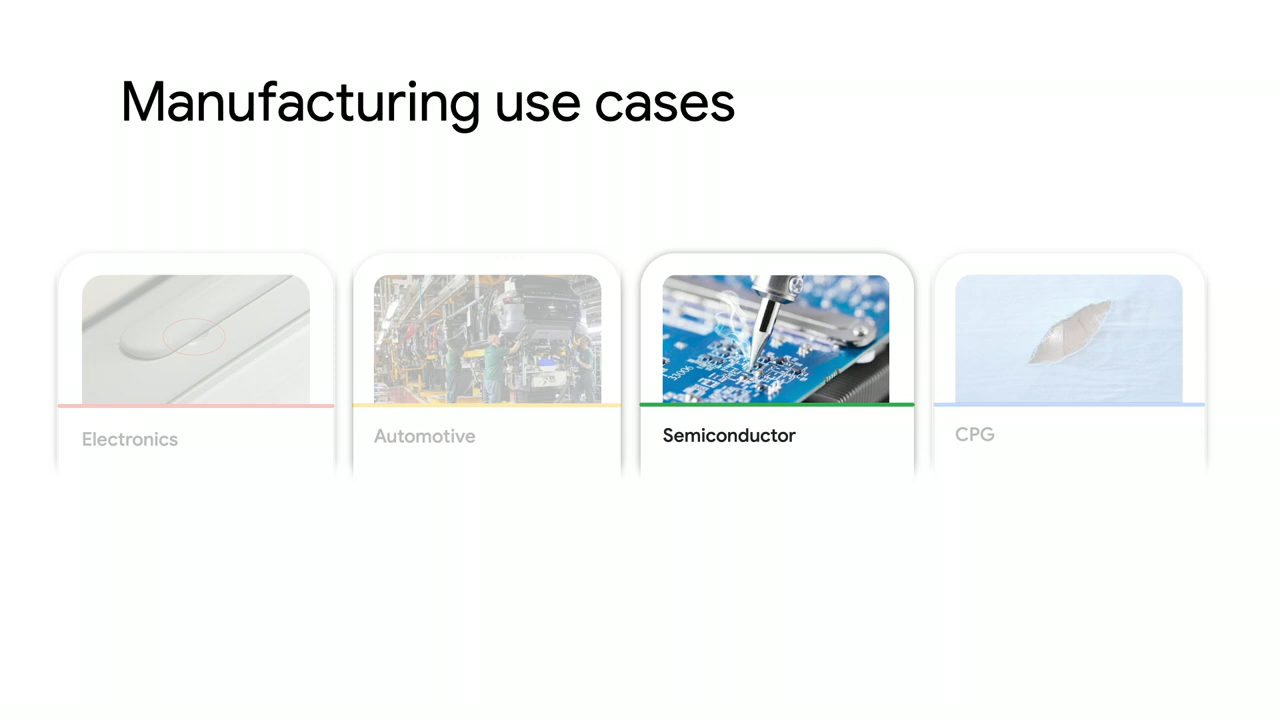 Manufacturing use cases
Electronics
Automotive
Semiconductor
CPG